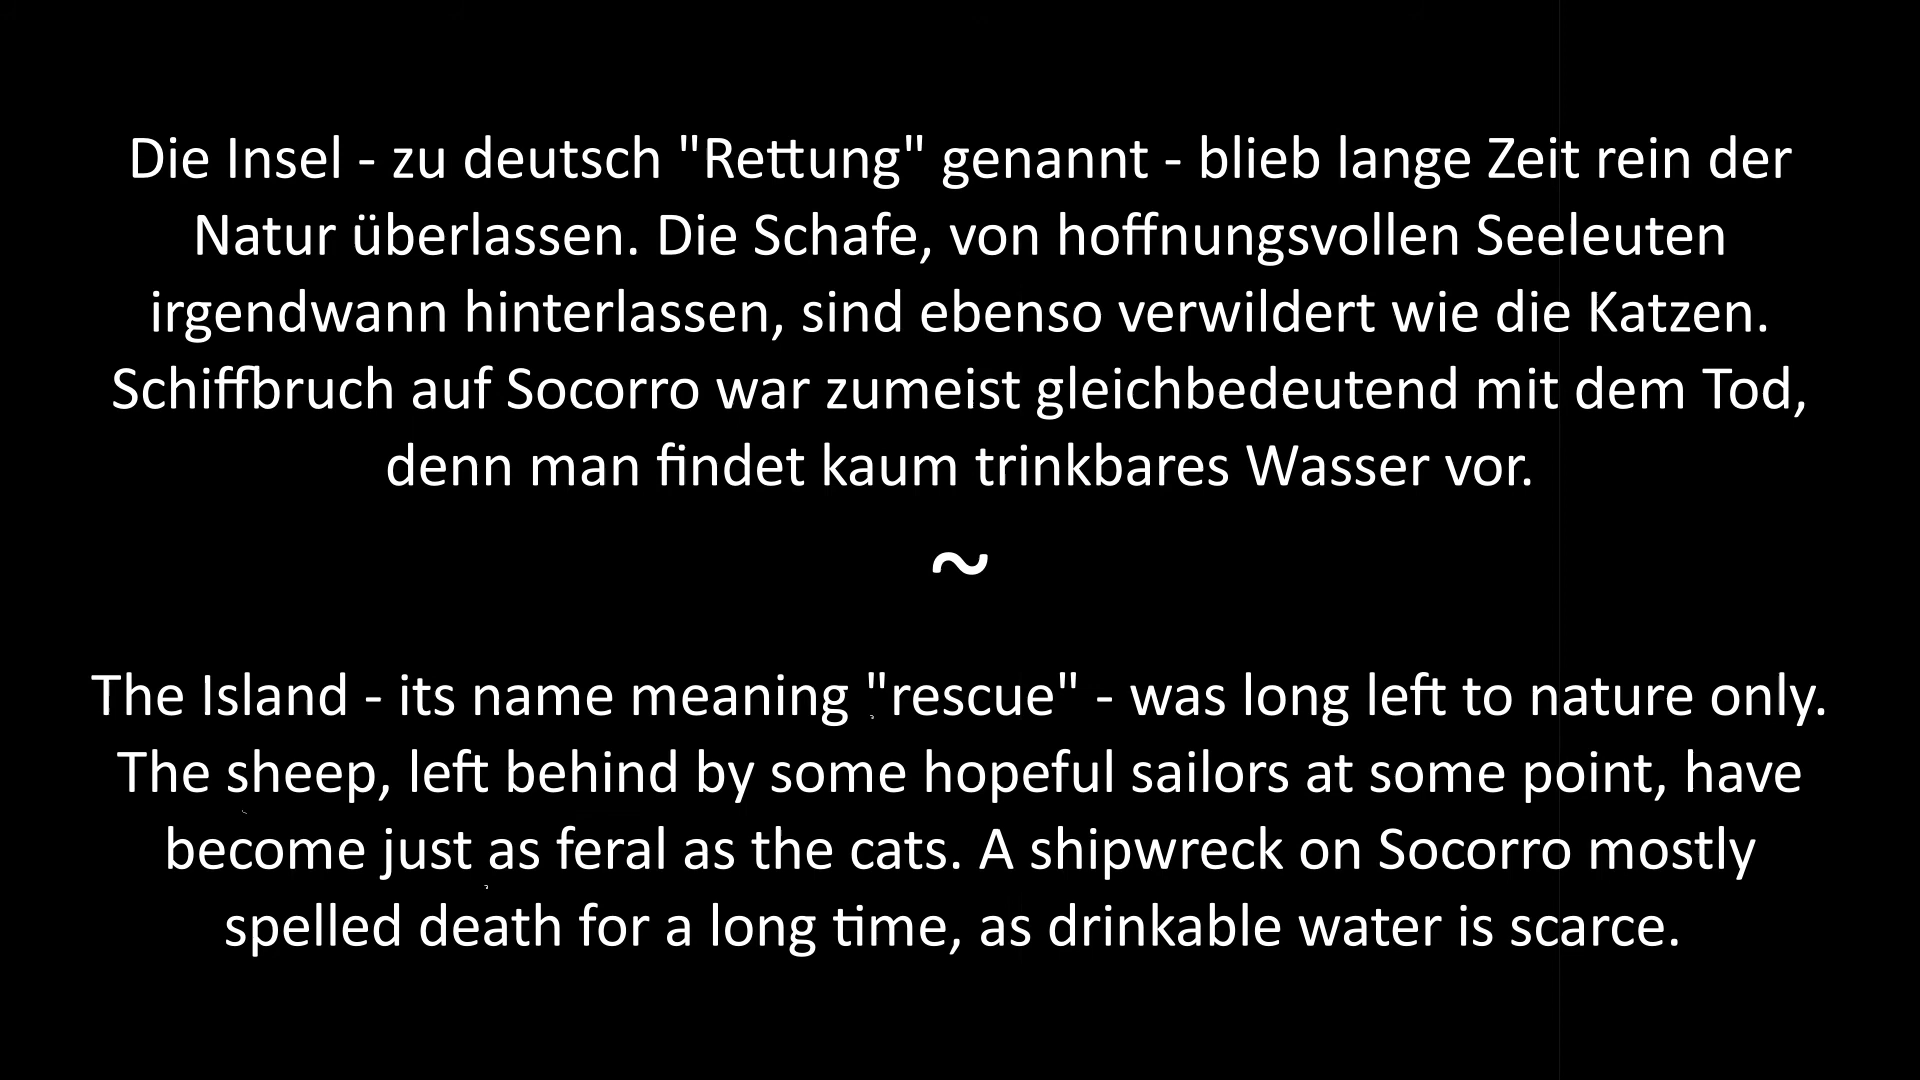 Die Insel - zu deutsch "Rettung" genannt - blieb lange Zeit rein der
Natur überlassen. Die Schafe, von hoffnungsvollen Seeleuten
irgendwann hinterlassen, sind ebenso verwildert wie die Katzen.
Schiffbruch auf Socorro war zumeist gleichbedeutend mit dem Tod,
denn man findet kaum trinkbares Wasser vor.
~
The Island - its name meaning "rescue" - was long left to nature only.
The sheep, left behind by some hopeful sailors at some point, have
become just as feral as the cats. A shipwreck on Socorro mostly
spelled death for a long time, as drinkable water is scarce.